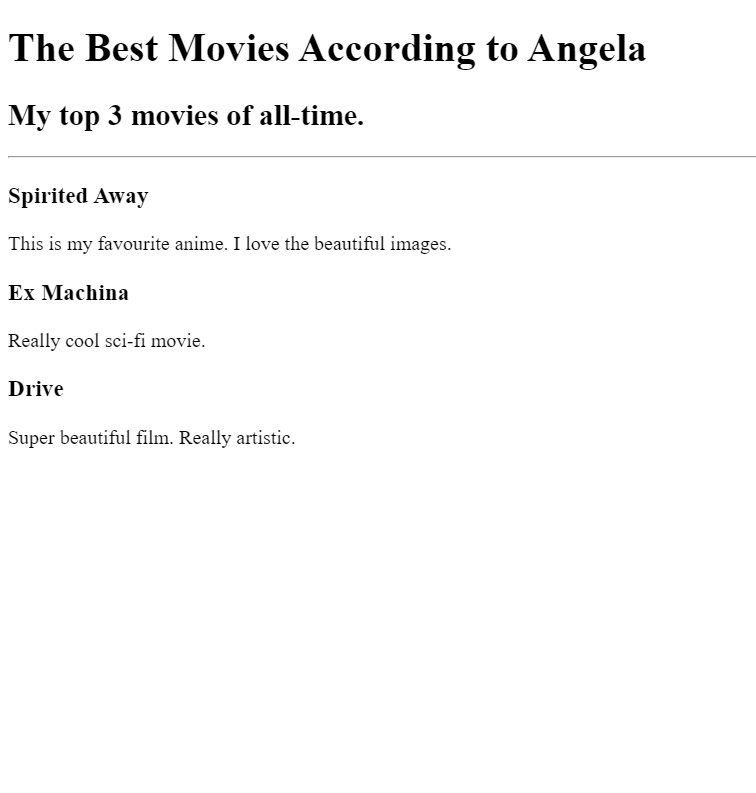 The Best Movies According to Angela
My top 3 movies of all-time.
Spirited Away
This is my favourite anime. I love the beautiful images.
Ex Machina
Really cool sci-fi movie.
Drive
Super beautiful film. Really artistic.